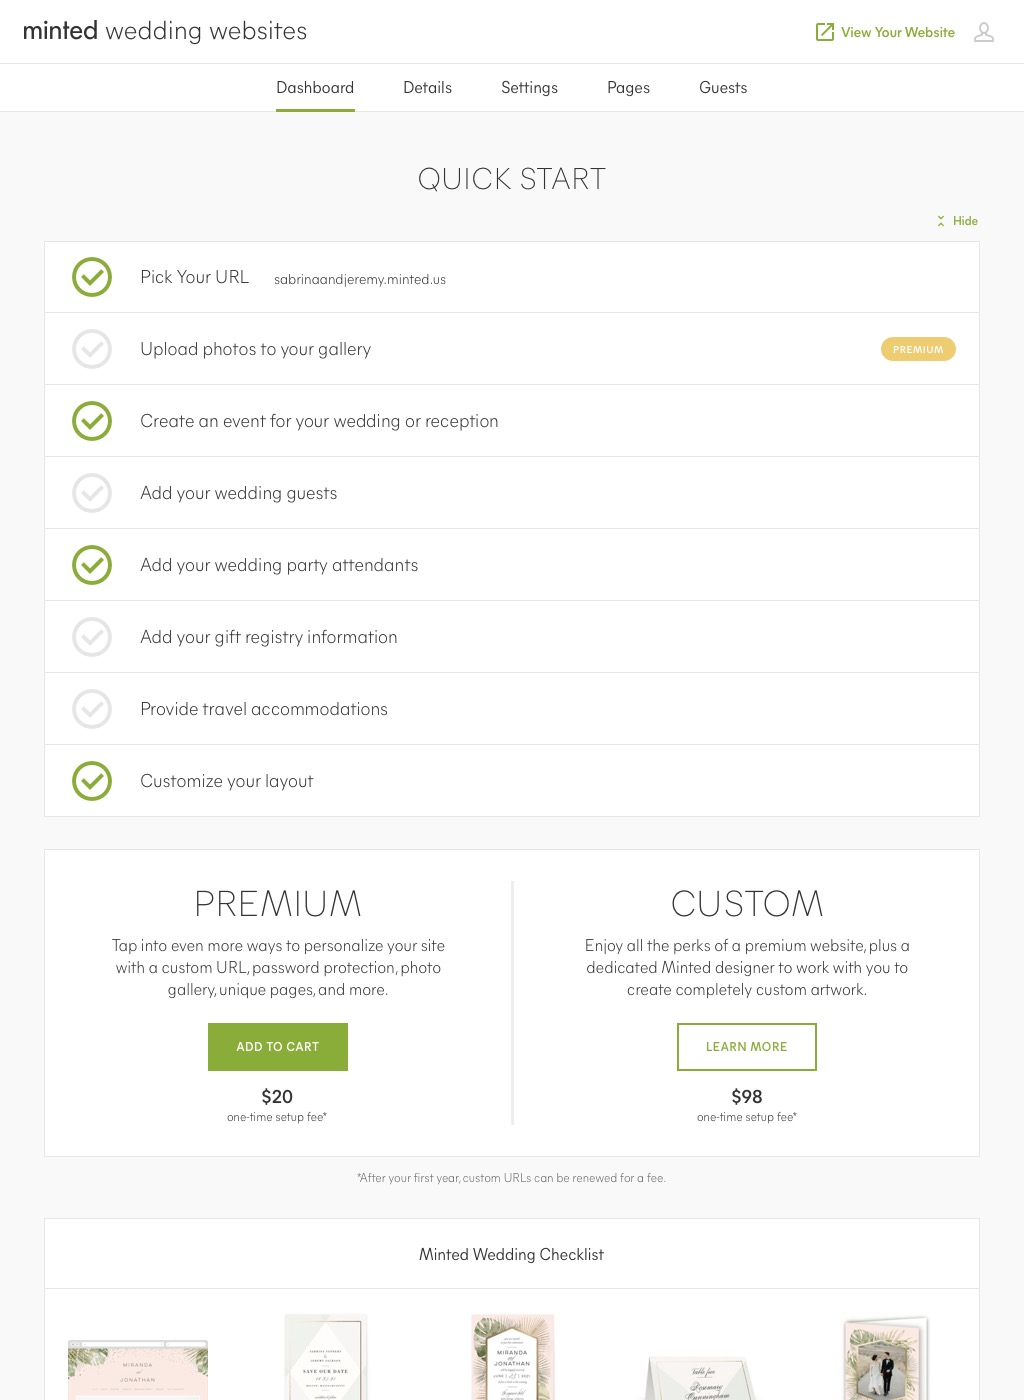 minted wedding websites
View Your Website
Dashboard Details Settings Pages Guests
QUICK START
Hide
Pick Your URL sabrinaandjeremy.minted.us
Upload photos to your gallery PREMIUM
Create an event for your wedding or reception
Add your wedding guests
Add your wedding party attendants
Add your gift registry information
Provide travel accommodations
Customize your layout
PREMIUM
Tap into even more ways to personalize your site
with a custom URL, password protection, photo
gallery, unique pages, and more.
ADD TO CART
$20
one-time setup fee*
CUSTOM
Enjoy all the perks of a premium website, plus a
dedicated Minted designer to work with you to
create completely custom artwork.
LEARN MORE
$98
one-time setup fee*
*After your first year, custom URLs can be renewed for a fee.
Minted Wedding Checklist
MIRANDA
and
JONATHAN
SAVE OUR DATE
MIRANDA
and
JONATHAN
Table five
Rosemary
Cunningham